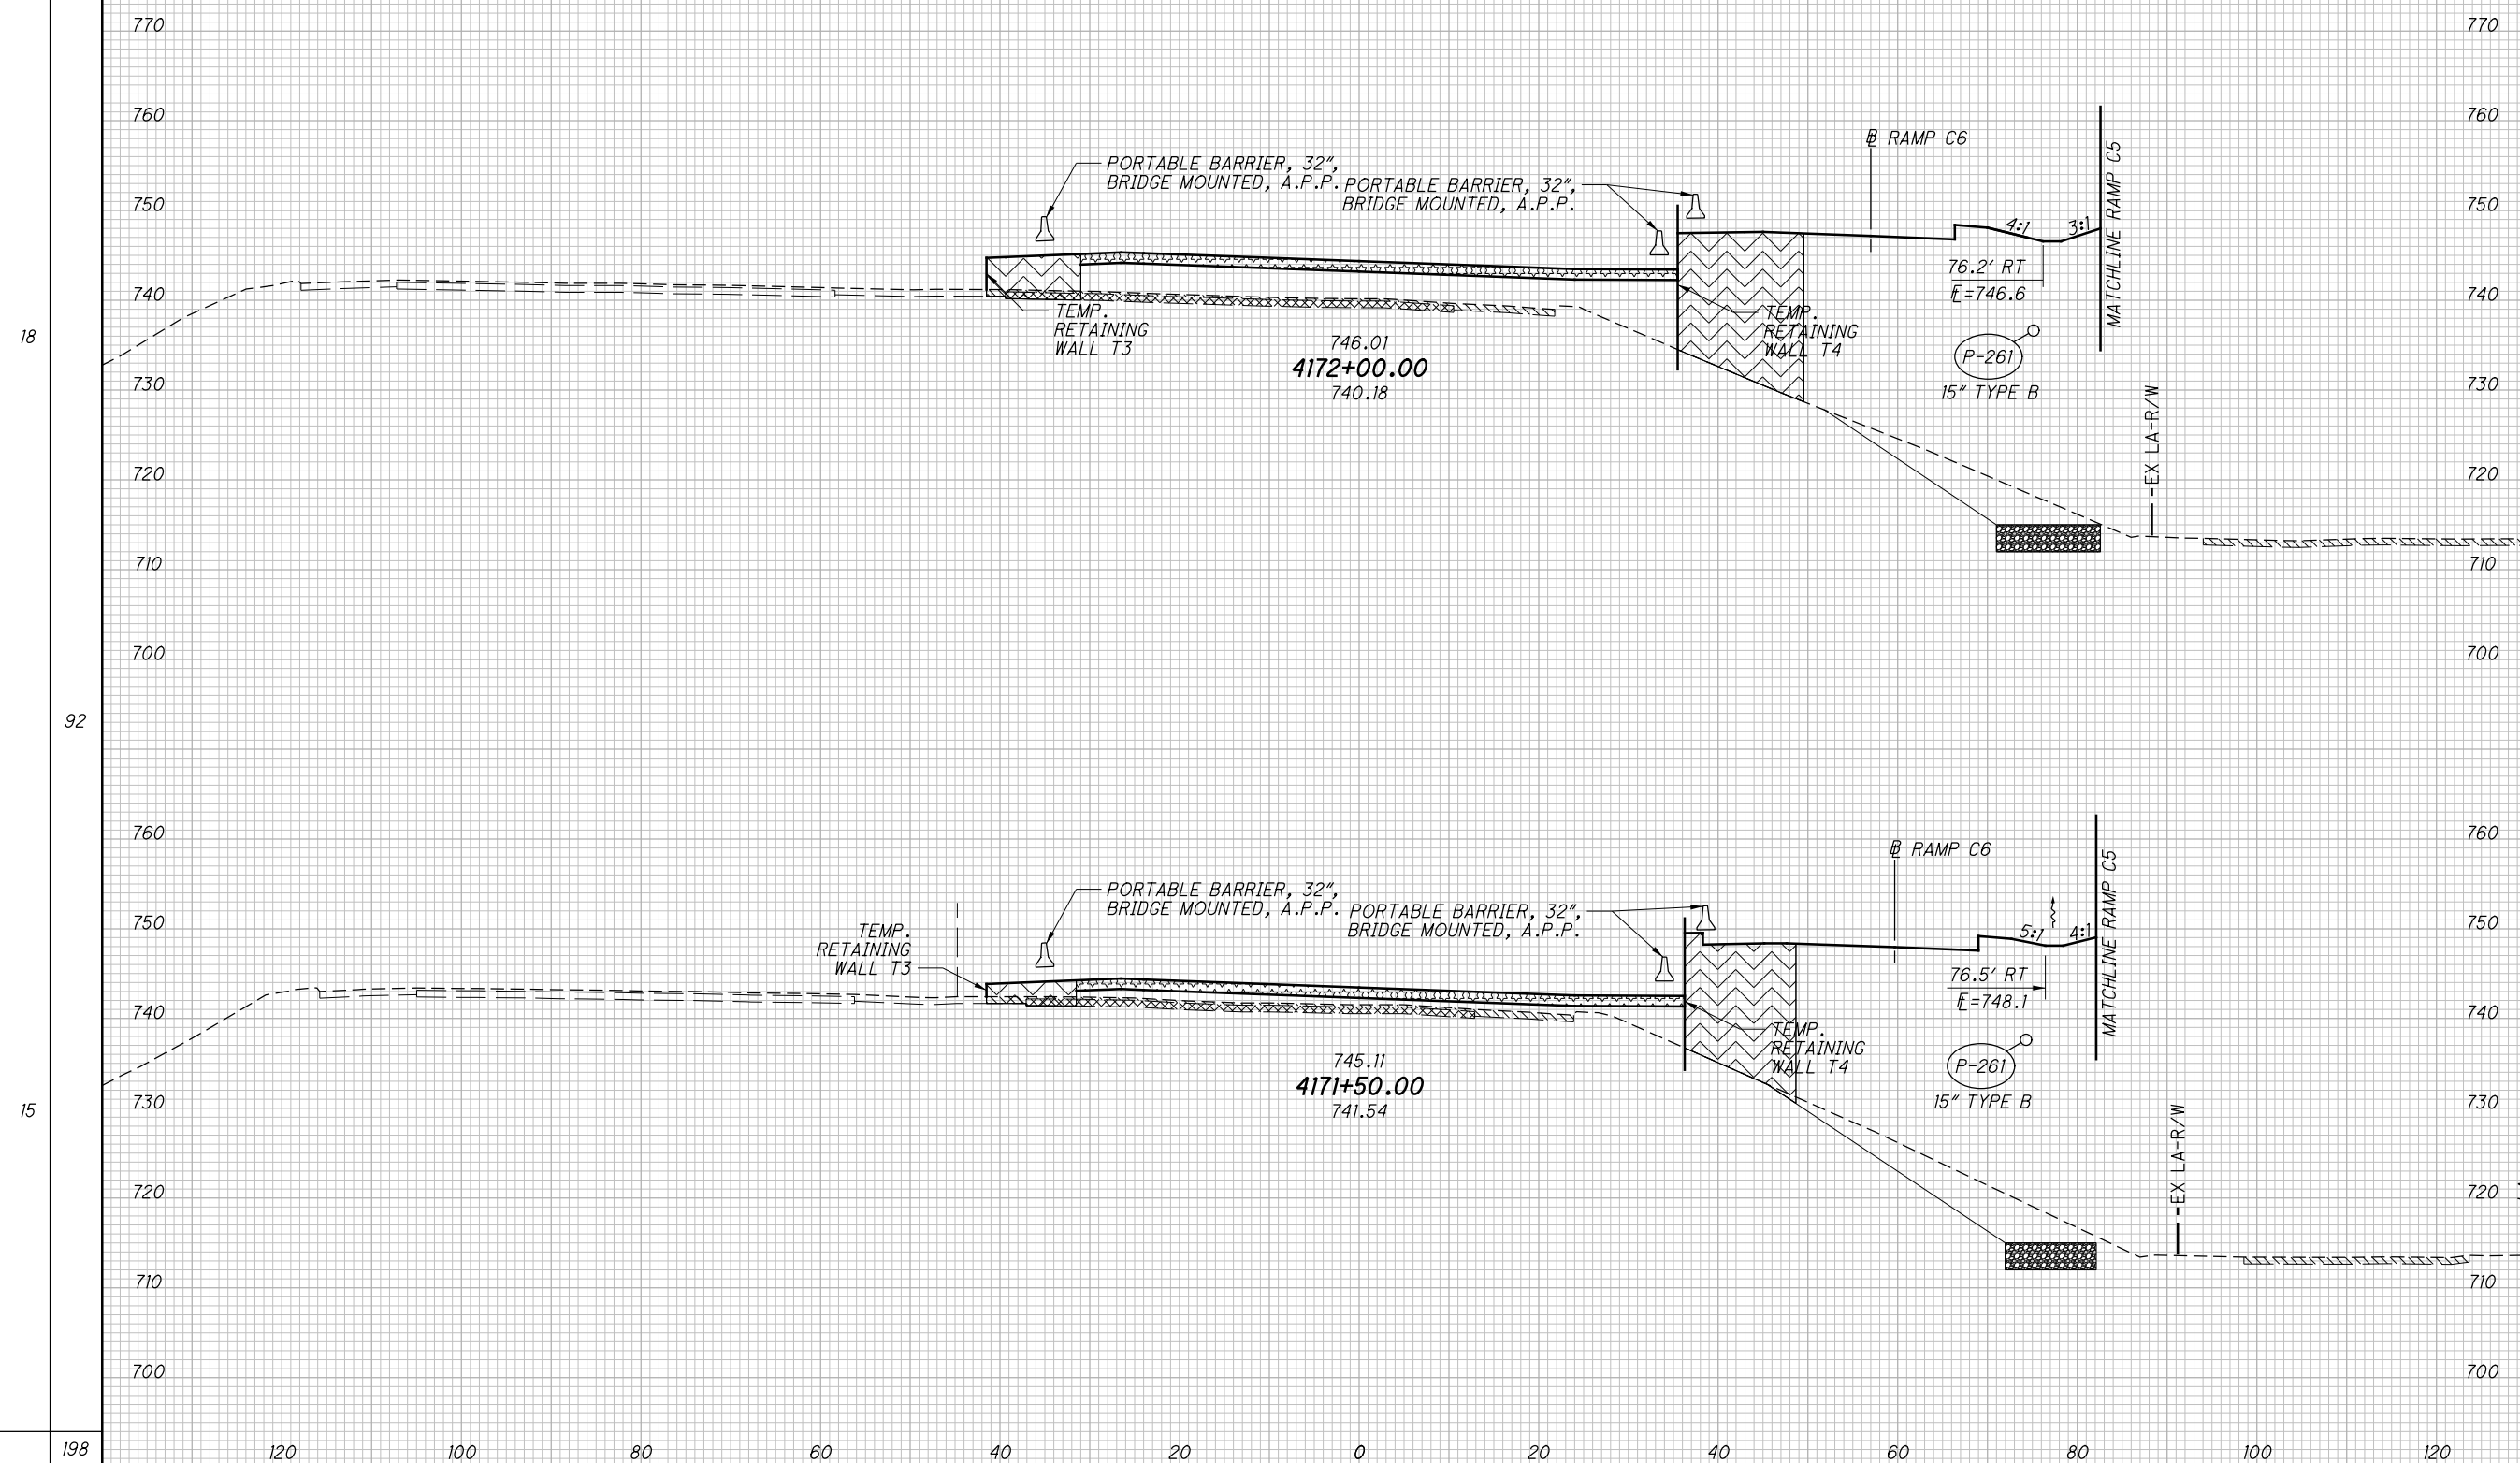 770
770
760
760
B RAMP C6
MATCHLINE RAMP C5
PORTABLE BARRIER, 32",
BRIDGE MOUNTED, A.P.P.
PORTABLE BARRIER, 32",
BRIDGE MOUNTED, A.P.P.
750
750
4:1
3:1
76.2' RT
FL=746.6
740
740
TEMP.
RETAINING
WALL T3
TEMP.
RETAINING
WALL T4
18
746.01
4172+00.00
740.18
P-261
15" TYPE B
730
730
EX LA-R/W
720
720
710
710
700
700
92
760
760
B RAMP C6
MATCHLINE RAMP C5
PORTABLE BARRIER, 32",
BRIDGE MOUNTED, A.P.P.
PORTABLE BARRIER, 32",
BRIDGE MOUNTED, A.P.P.
750
750
TEMP.
RETAINING
WALL T3
5:1
4:1
76.5' RT
FL=748.1
740
740
TEMP.
RETAINING
WALL T4
745.11
4171+50.00
741.54
P-261
15" TYPE B
15
730
730
EX LA-R/W
720
720
710
710
700
700
198
120
100
80
60
40
20
0
20
40
60
80
100
120